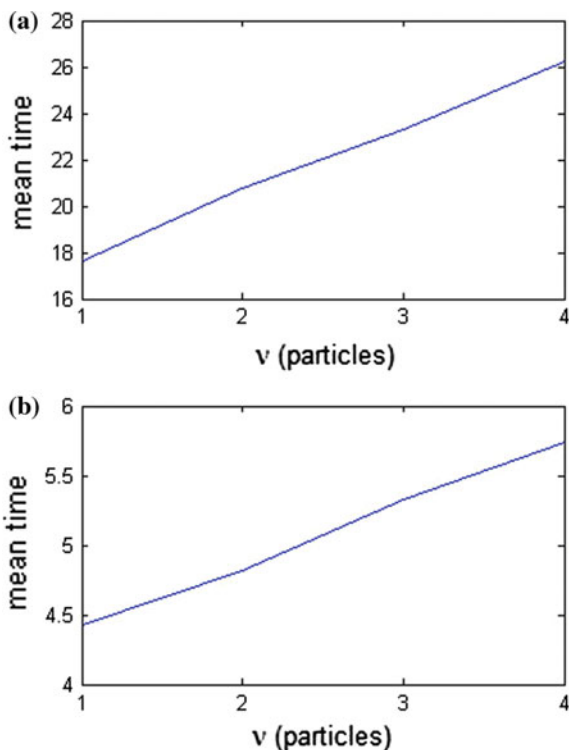 (a)
28
26
24
22
20
18
16
mean time
1 2 3 4
ν (particles)
(b)
6
5.5
5
4.5
4
mean time
1 2 3 4
ν (particles)